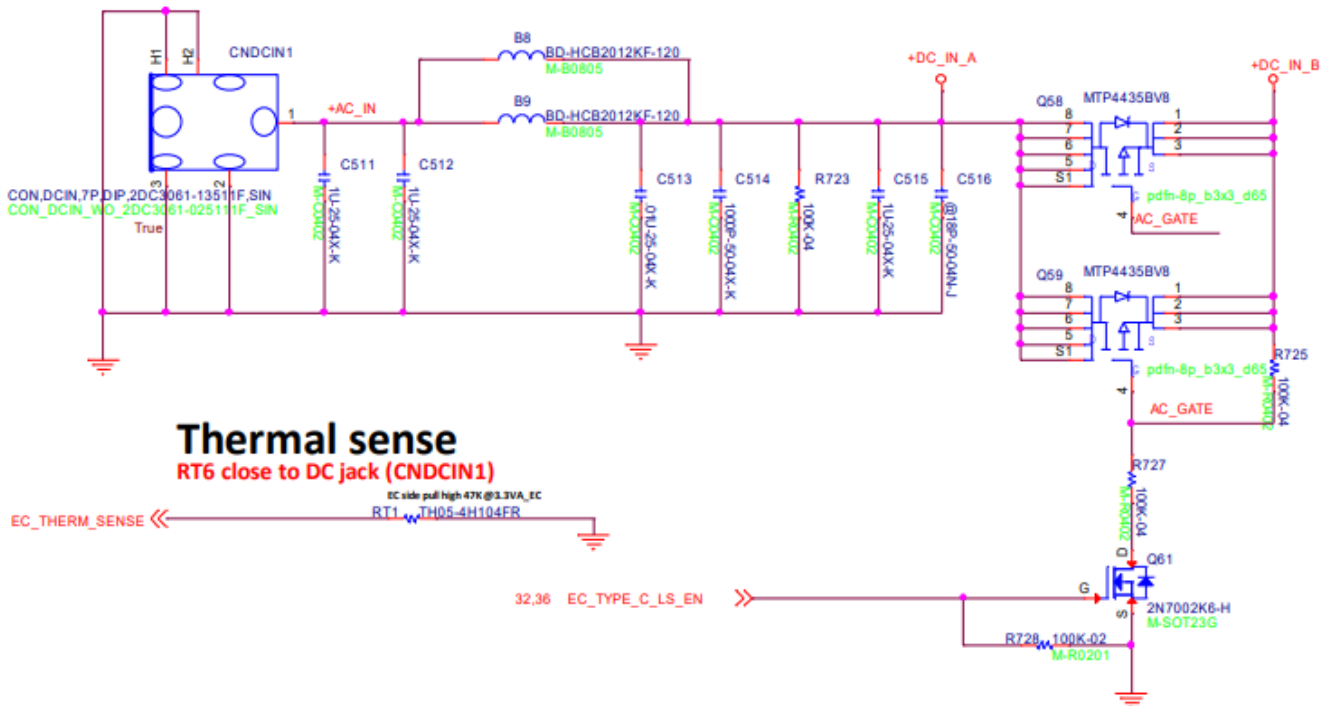 H1
H2
CNDCIN1
1
3
2
CON,DCIN,7P,DIP,2DC3061-13511F,SIN
CON_DCIN_WO_2DC3061-025111F_SIN
True
+AC_IN
B8
BD-HCB2012KF-120
M-B0805
B9
BD-HCB2012KF-120
M-B0805
C511
1U-25-04X-K
M-C0402
C512
1U-25-04X-K
M-C0402
C513
.01U-25-04X-K
M-C0402
C514
1000P-50-04X-K
M-C0402
R723
100K-04
M-R0402
C515
1U-25-04X-K
M-C0402
C516
@18P-50-04N-J
M-C0402
+DC_IN_A
+DC_IN_B
Q58
MTP4435BV8
8
7
6
5
S1
1
2
3
D
S
G
4
pdfn-8p_b3x3_d65
AC_GATE
Q59
MTP4435BV8
8
7
6
5
S1
1
2
3
D
S
G
4
pdfn-8p_b3x3_d65
AC_GATE
R725
100K-04
M-R0402
R727
100K-04
M-R0402
Thermal sense
RT6 close to DC jack (CNDCIN1)
EC side pull high 47K@3.3VA_EC
EC_THERM_SENSE
RT1
TH05-4H104FR
32,36 EC_TYPE_C_LS_EN
G
D
S
Q61
2N7002K6-H
M-SOT23G
R728
100K-02
M-R0201